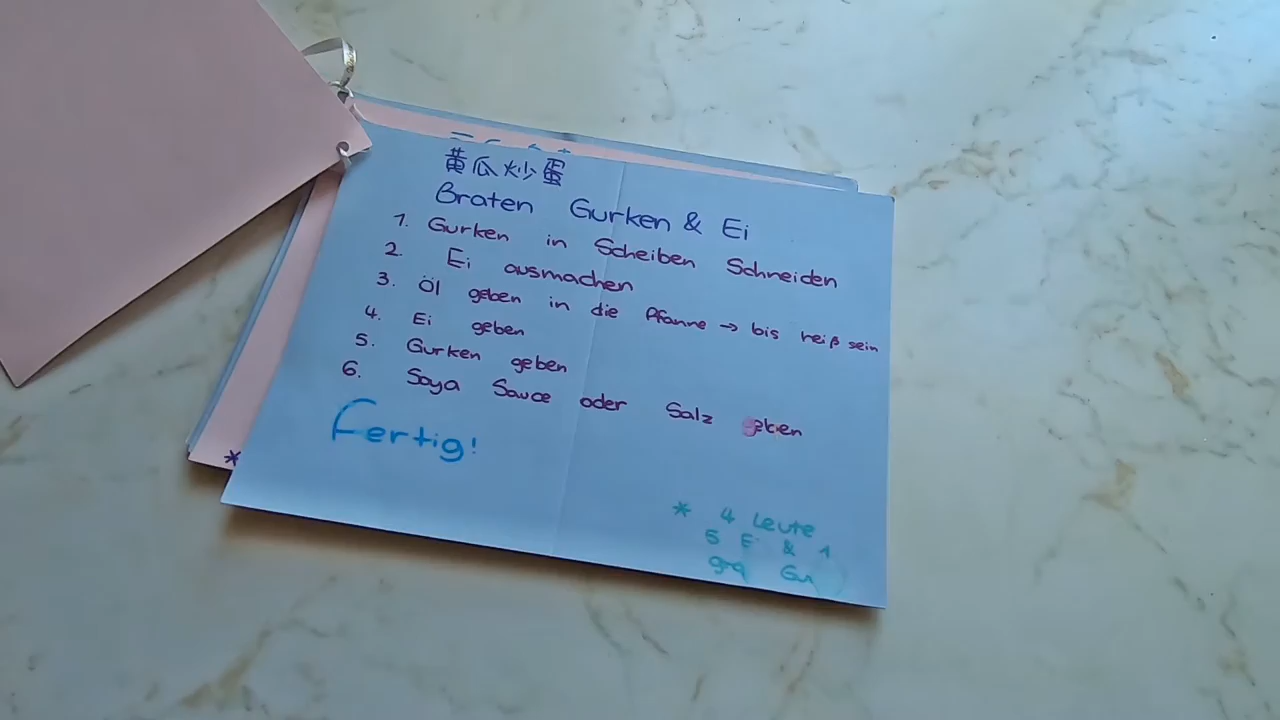 黄瓜炒蛋
Braten Gurken & Ei
1. Gurken in Scheiben Schneiden
2. Ei ausmachen
3. Öl geben in die Pfanne → bis heiß sein
4. Ei geben
5. Gurken geben
6. Soya Sauce oder Salz geben
Fertig!
* 4 Leute
5 Ei & 1